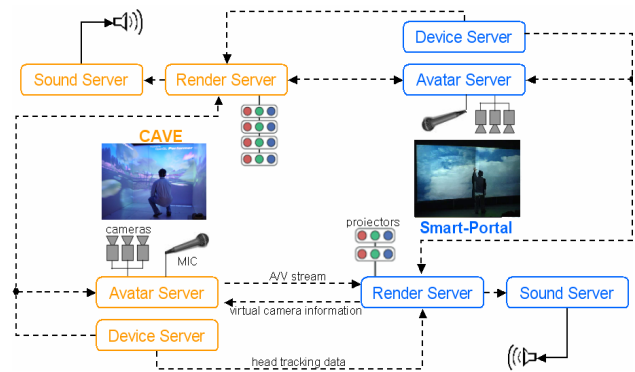 Device Server
Sound Server
Render Server
Avatar Server
CAVE
Smart-Portal
cameras
MIC
projectors
A/V stream
Avatar Server
Render Server
Sound Server
virtual camera information
Device Server
head tracking data